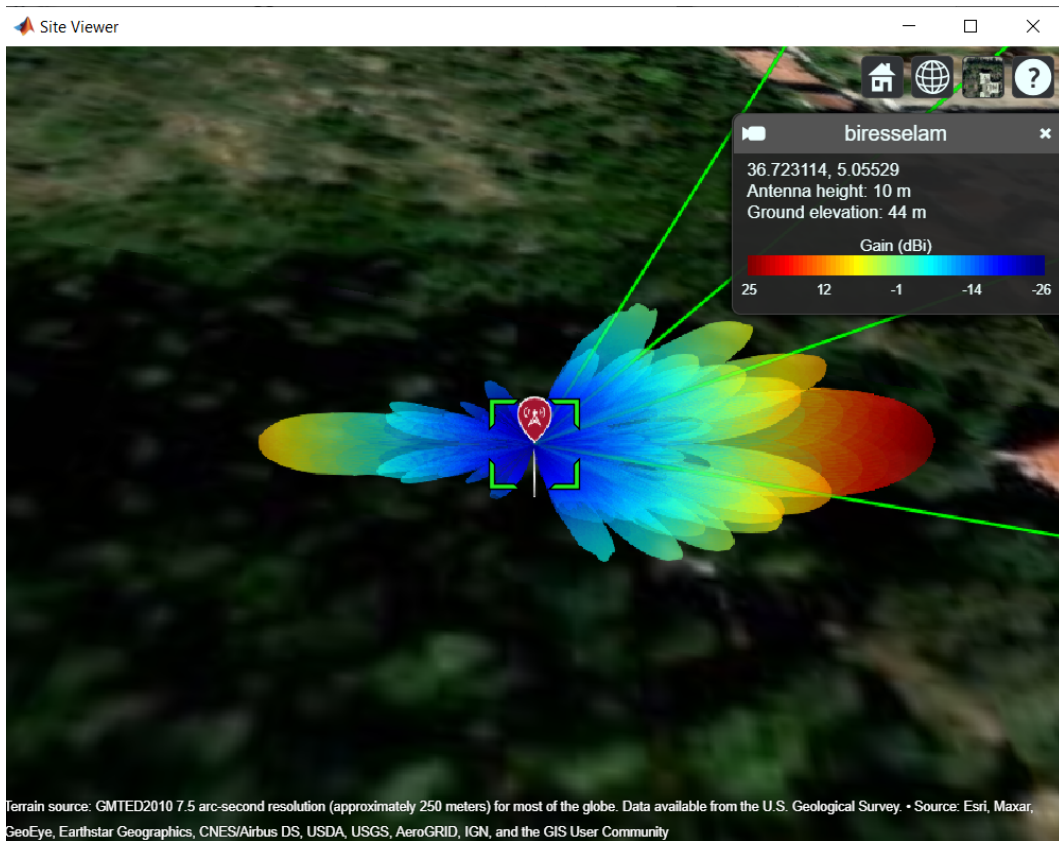 Site Viewer
?
biresselam
36.723114, 5.05529
Antenna height: 10 m
Ground elevation: 44 m
Gain (dBi)
25 12 -1 -14 -26
Terrain source: GMTED2010 7.5 arc-second resolution (approximately 250 meters) for most of the globe. Data available from the U.S. Geological Survey. • Source: Esri, Maxar,
GeoEye, Earthstar Geographics, CNES/Airbus DS, USDA, USGS, AeroGRID, IGN, and the GIS User Community